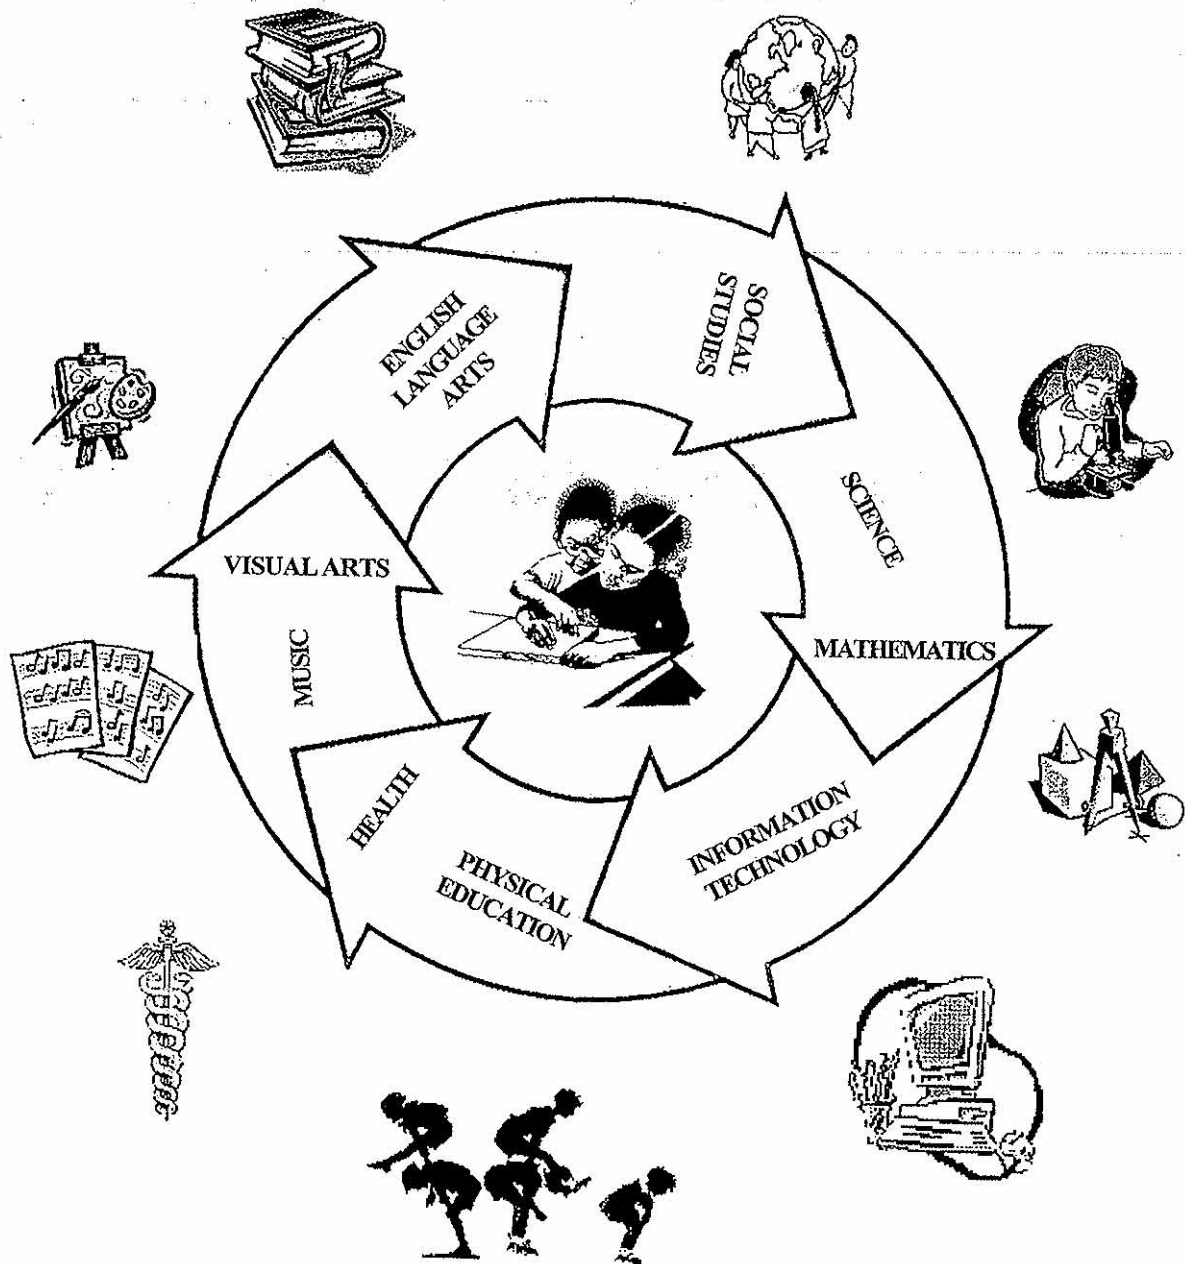 ENGLISH
LANGUAGE
ARTS
SOCIAL
STUDIES
SCIENCE
MATHEMATICS
INFORMATION
TECHNOLOGY
PHYSICAL
EDUCATION
HEALTH
MUSIC
VISUAL ARTS